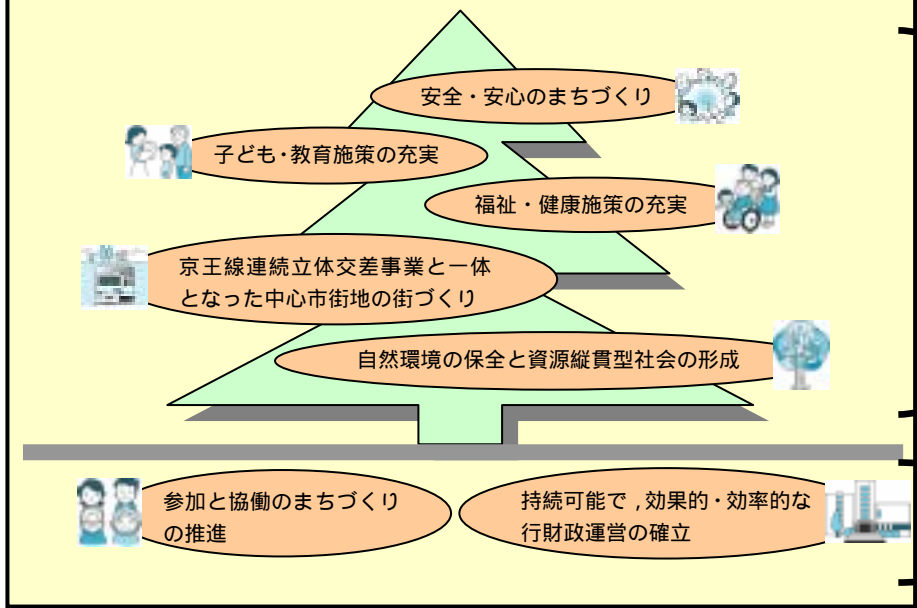 安全・安心のまちづくり
子ども・教育施策の充実
福祉・健康施策の充実
京王線連続立体交差事業と一体
となった中心市街地の街づくり
自然環境の保全と資源縦貫型社会の形成
参加と協働のまちづくり
の推進
持続可能で，効果的・効率的な
行財政運営の確立